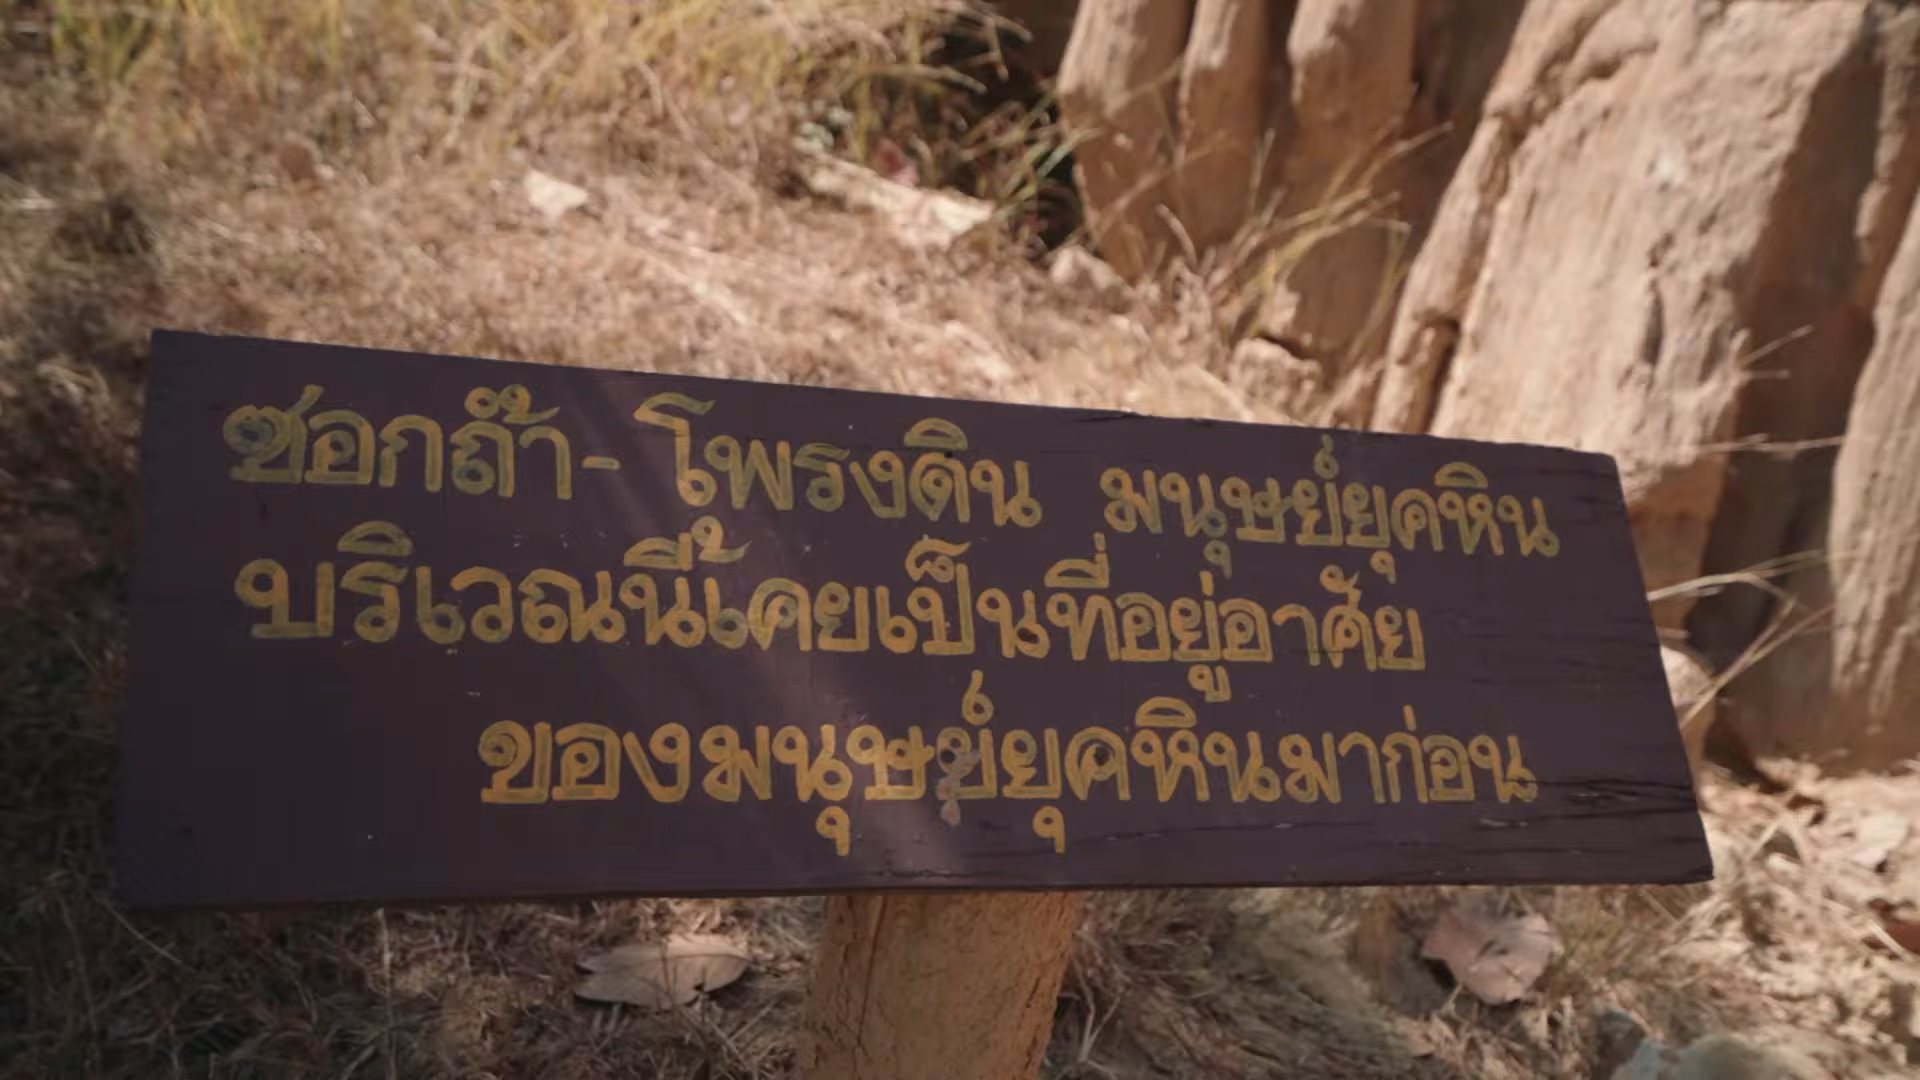 ซอกถ้ำ - โพรงดิน มนุษย์ยุคหิน
บริเวณนี้เคยเป็นที่อยู่อาศัย
ของมนุษย์ยุคหินมาก่อน